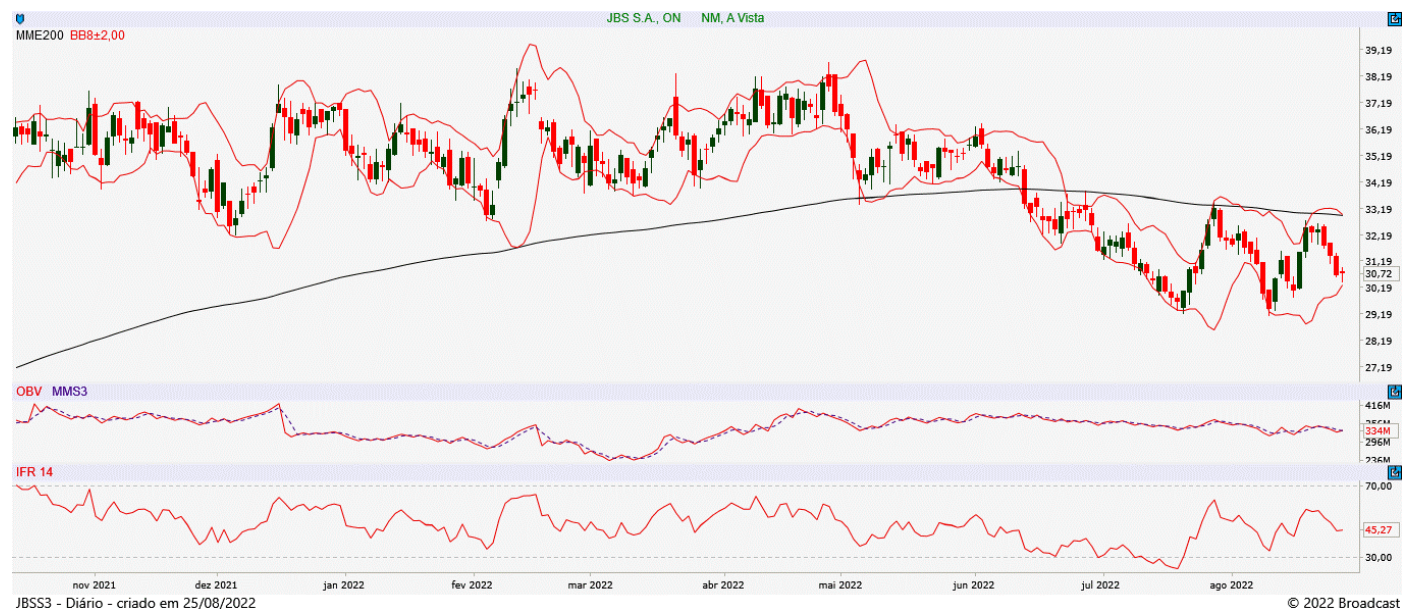 JBS S.A., ON NM, A Vista
MME200 BB8±2,00
39,19
38,19
37,19
36,19
35,19
34,19
33,19
32,19
31,19
30,72
30,19
29,19
28,19
27,19
OBV MMS3
416M
334M
296M
236M
IFR 14
70,00
45,27
30,00
nov 2021 dez 2021 jan 2022 fev 2022 mar 2022 abr 2022 mai 2022 jun 2022 jul 2022 ago 2022
JBSS3 - Diário - criado em 25/08/2022 © 2022 Broadcast